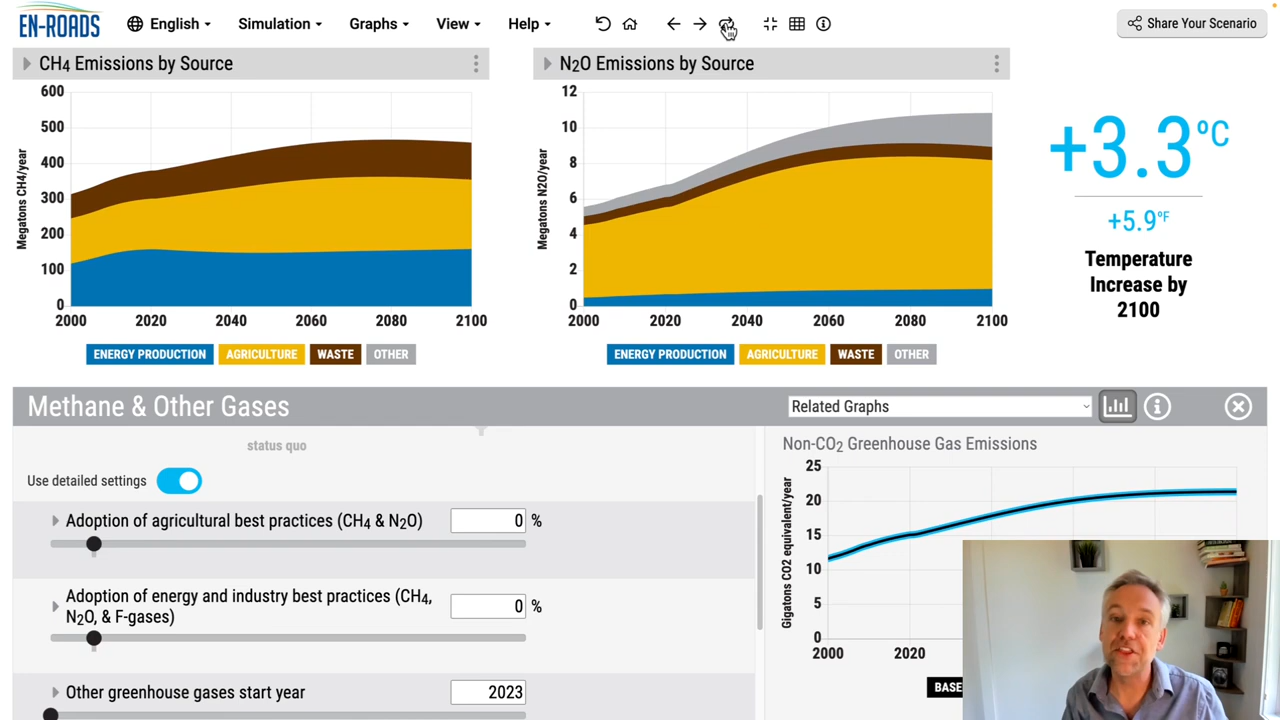 EN-ROADS
English
Simulation
Graphs
View
Help
Share Your Scenario
CH4 Emissions by Source
600
500
400
300
200
100
0
Megatons CH4/year
2000
2020
2040
2060
2080
2100
ENERGY PRODUCTION
AGRICULTURE
WASTE
OTHER
N2O Emissions by Source
12
10
8
6
4
2
0
Megatons N2O/year
2000
2020
2040
2060
2080
2100
ENERGY PRODUCTION
AGRICULTURE
WASTE
OTHER
+3.3°C
+5.9°F
Temperature
Increase by
2100
Methane & Other Gases
Related Graphs
status quo
Use detailed settings
Adoption of agricultural best practices (CH4 & N2O)
0 %
Adoption of energy and industry best practices (CH4,
N2O, & F-gases)
0 %
Other greenhouse gases start year
2023
Non-CO2 Greenhouse Gas Emissions
25
20
15
10
5
0
Gigatons CO2 equivalent/year
2000
2020
BASE